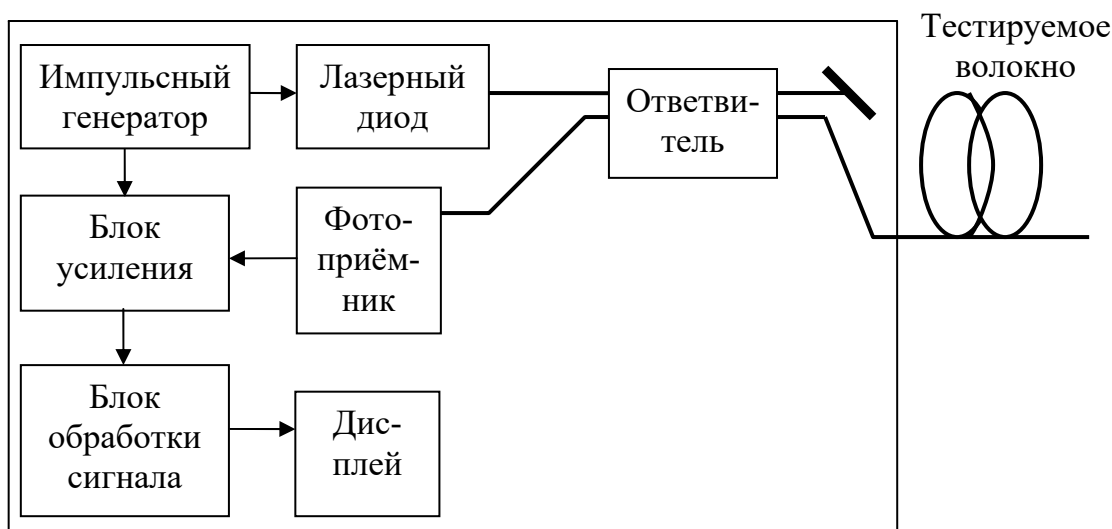 Тестируемое
волокно
Импульсный
генератор
Лазерный
диод
Ответви-
тель
Блок
усиления
Фото-
приём-
ник
Блок
обработки
сигнала
Дис-
плей